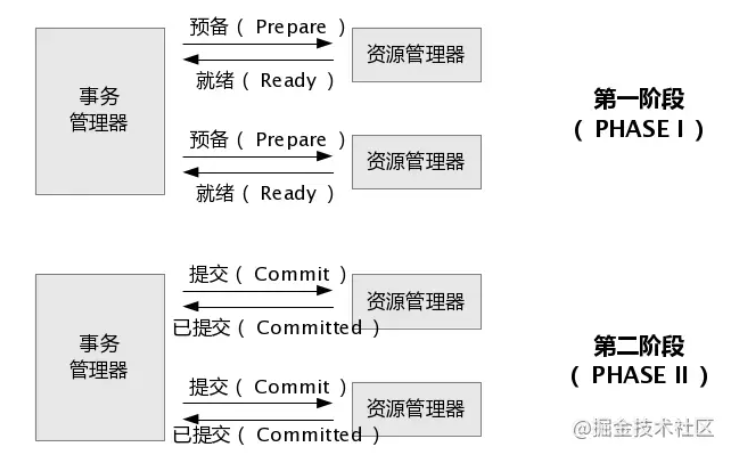 预备（ Prepare ）
资源管理器
就绪（ Ready ）
事务
管理器
第一阶段
（ PHASE I ）
预备（ Prepare ）
资源管理器
就绪（ Ready ）
提交（ Commit ）
资源管理器
已提交（ Committed ）
事务
管理器
第二阶段
（ PHASE II ）
提交（ Commit ）
资源管理器
已提交（ Committed ）
@掘金技术社区